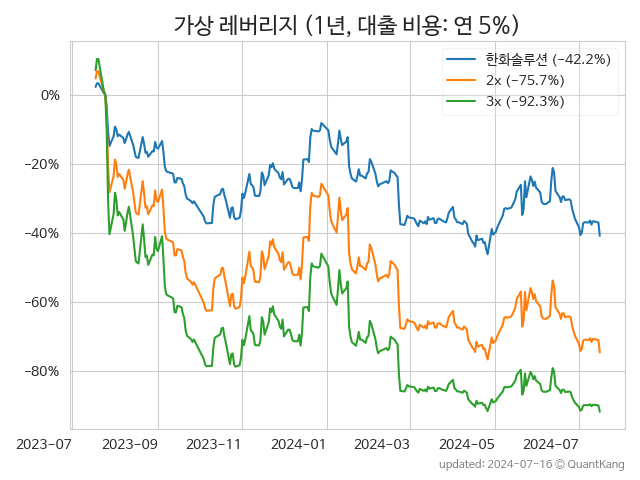 가상 레버리지 (1년, 대출 비용: 연 5%)
한화솔루션 (−42.2%)
2x (−75.7%)
3x (−92.3%)
0%
−20%
−40%
−60%
−80%
2023-07 2023-09 2023-11 2024-01 2024-03 2024-05 2024-07
updated: 2024-07-16 © QuantKang